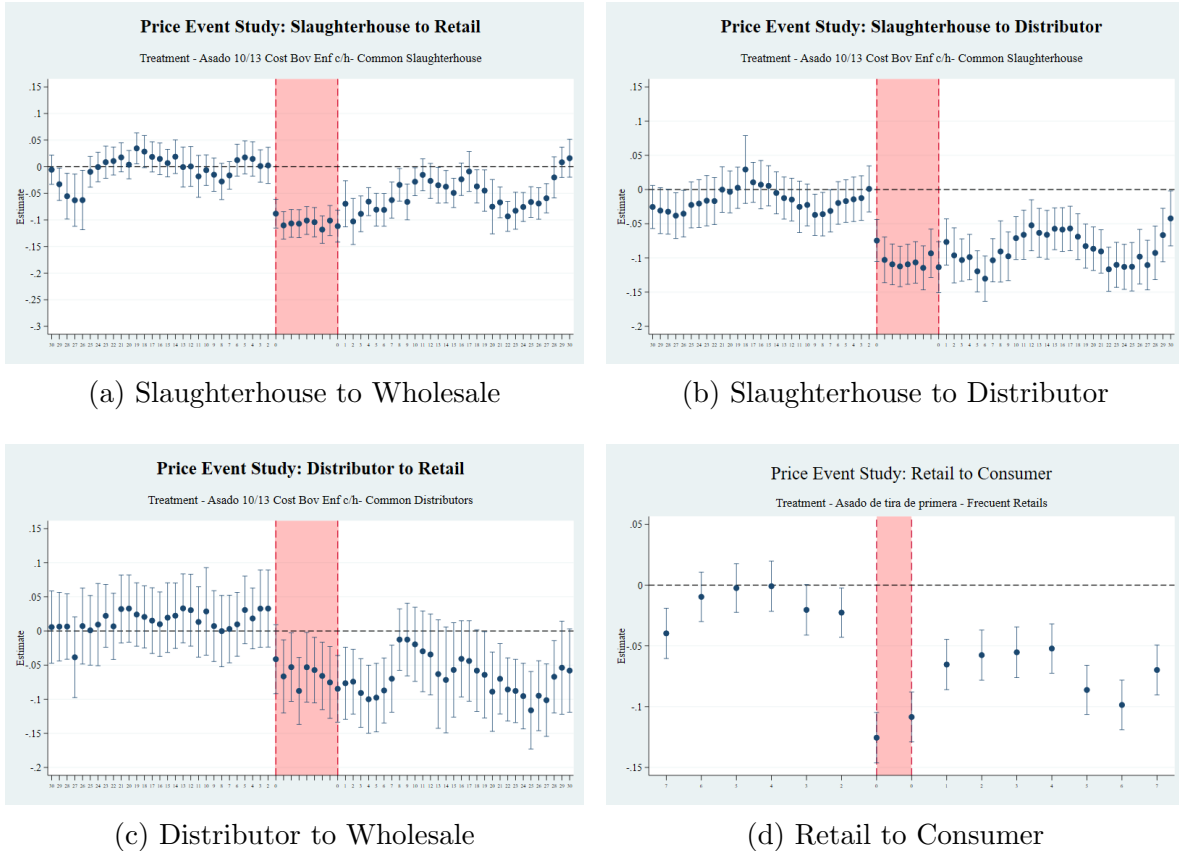 Price Event Study: Slaughterhouse to Retail
Treatment - Asado 10/13 Cost Bov Enf c/h- Common Slaughterhouse
.15
.1
.05
0
-.05
-.1
-.15
-.2
-.25
-.3
Estimate
(a) Slaughterhouse to Wholesale
Price Event Study: Slaughterhouse to Distributor
Treatment - Asado 10/13 Cost Bov Enf c/h- Common Slaughterhouse
.15
.1
.05
0
-.05
-.1
-.15
-.2
Estimate
(b) Slaughterhouse to Distributor
Price Event Study: Distributor to Retail
Treatment - Asado 10/13 Cost Bov Enf c/h- Common Distributors
.15
.1
.05
0
-.05
-.1
-.15
-.2
Estimate
(c) Distributor to Wholesale
Price Event Study: Retail to Consumer
Treatment - Asado de tira de primera - Frecuent Retails
.05
0
-.05
-.1
-.15
Estimate
7 6 5 4 3 2 0 0 1 2 3 4 5 6 7
(d) Retail to Consumer